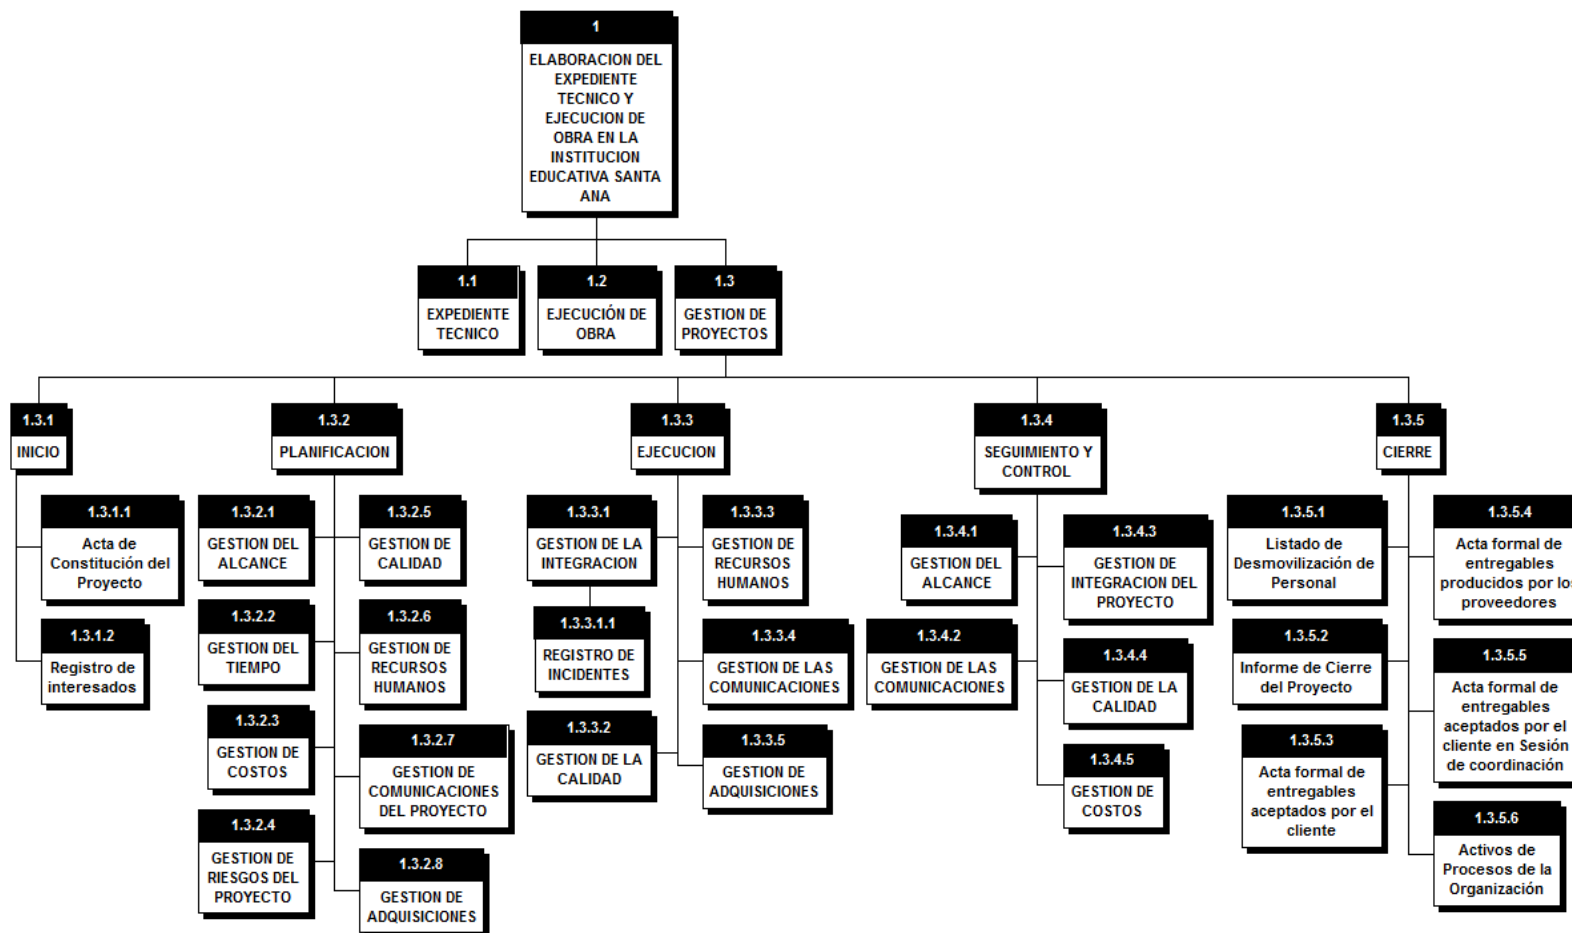 1
ELABORACION DEL
EXPEDIENTE
TECNICO Y
EJECUCION DE
OBRA EN LA
INSTITUCION
EDUCATIVA SANTA
ANA
1.1
EXPEDIENTE
TECNICO
1.2
EJECUCIÓN DE
OBRA
1.3
GESTION DE
PROYECTOS
1.3.1
INICIO
1.3.1.1
Acta de
Constitución del
Proyecto
1.3.1.2
Registro de
interesados
1.3.2
PLANIFICACION
1.3.2.1
GESTION DEL
ALCANCE
1.3.2.2
GESTION DEL
TIEMPO
1.3.2.3
GESTION DE
COSTOS
1.3.2.4
GESTION DE
RIESGOS DEL
PROYECTO
1.3.2.5
GESTION DE
CALIDAD
1.3.2.6
GESTION DE
RECURSOS
HUMANOS
1.3.2.7
GESTION DE
COMUNICACIONES
DEL PROYECTO
1.3.2.8
GESTION DE
ADQUISICIONES
1.3.3
EJECUCION
1.3.3.1
GESTION DE LA
INTEGRACION
1.3.3.1.1
REGISTRO DE
INCIDENTES
1.3.3.2
GESTION DE LA
CALIDAD
1.3.3.3
GESTION DE
RECURSOS
HUMANOS
1.3.3.4
GESTION DE LAS
COMUNICACIONES
1.3.3.5
GESTION DE
ADQUISICIONES
1.3.4
SEGUIMIENTO Y
CONTROL
1.3.4.1
GESTION DEL
ALCANCE
1.3.4.2
GESTION DE LAS
COMUNICACIONES
1.3.4.3
GESTION DE
INTEGRACION DEL
PROYECTO
1.3.4.4
GESTION DE LA
CALIDAD
1.3.4.5
GESTION DE
COSTOS
1.3.5
CIERRE
1.3.5.1
Listado de
Desmovilización de
Personal
1.3.5.2
Informe de Cierre
del Proyecto
1.3.5.3
Acta formal de
entregables
aceptados por el
cliente
1.3.5.4
Acta formal de
entregables
producidos por los
proveedores
1.3.5.5
Acta formal de
entregables
aceptados por el
cliente en Sesión
de coordinación
1.3.5.6
Activos de
Procesos de la
Organización